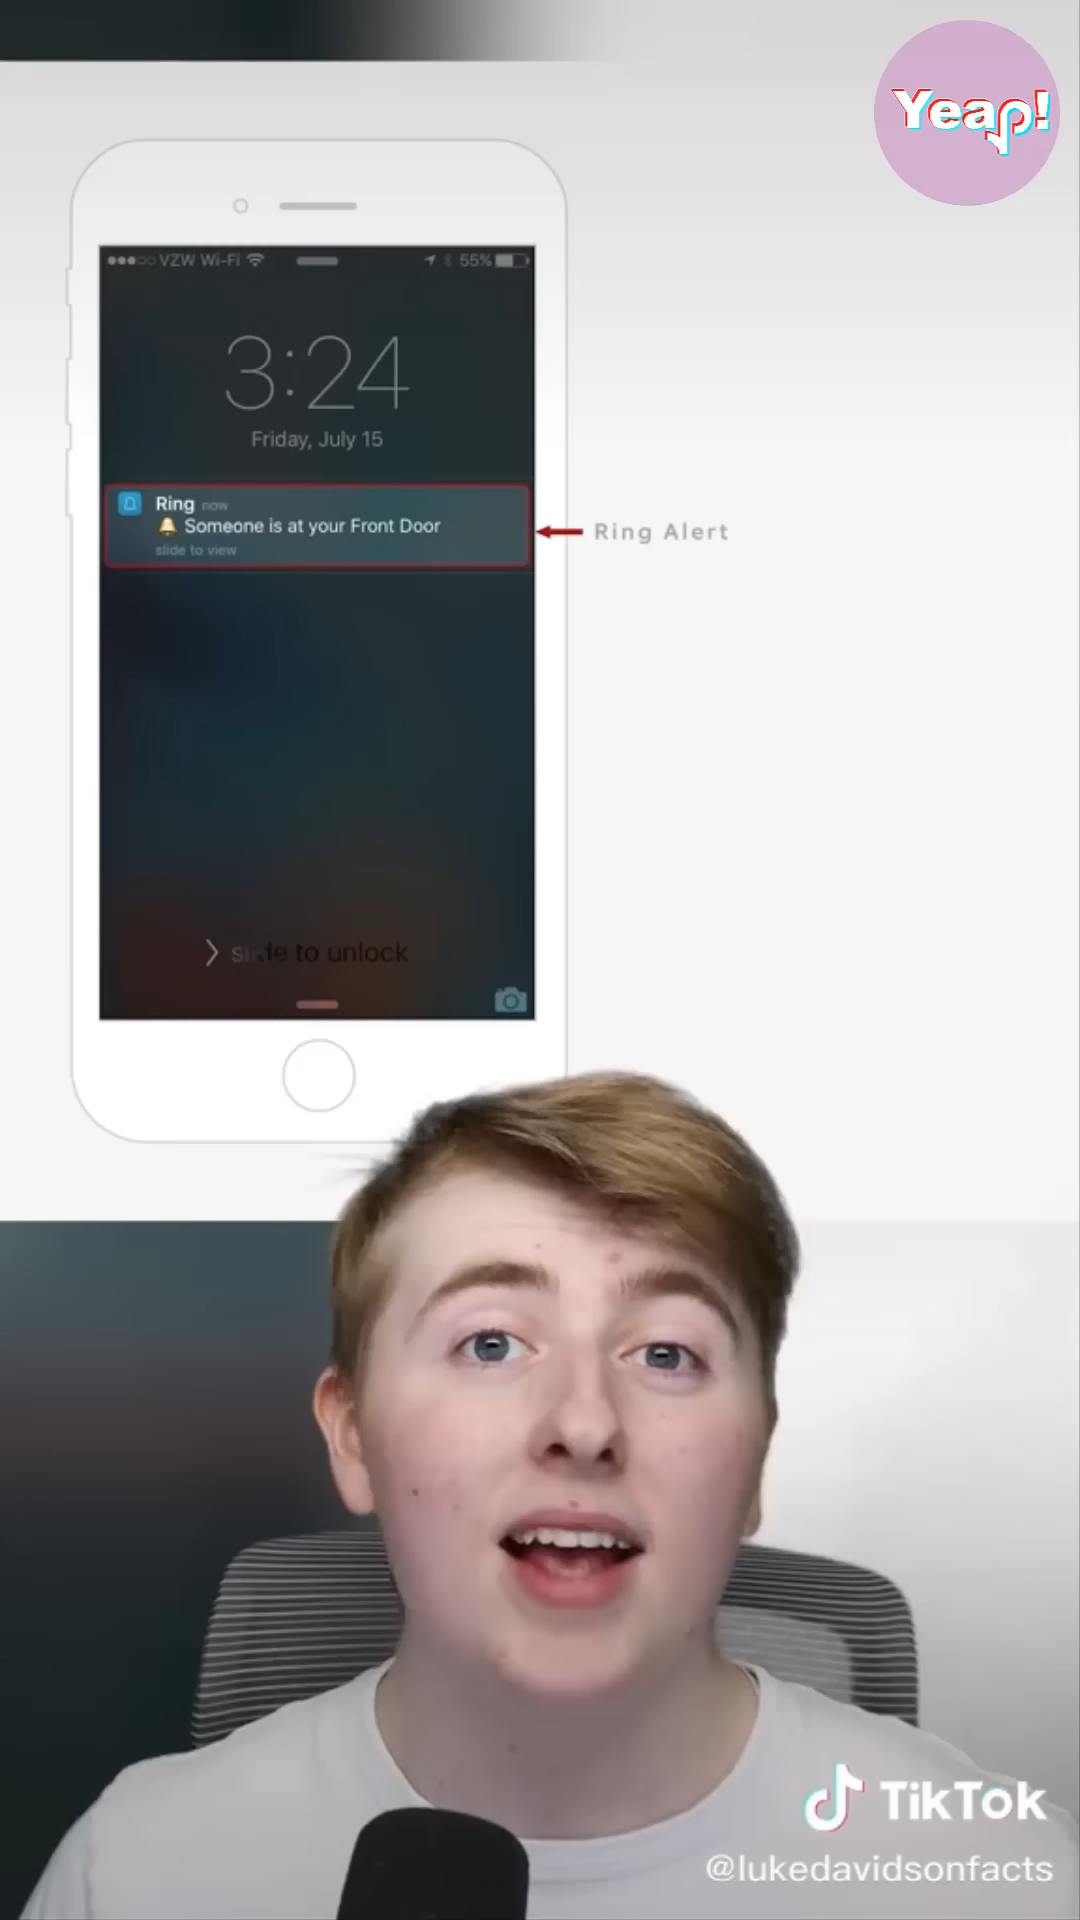 Yeap!
VZW Wi-Fi
55%
3:24
Friday, July 15
Ring now
Someone is at your Front Door
slide to view
Ring Alert
slide to unlock
TikTok
@lukedavidsonfacts